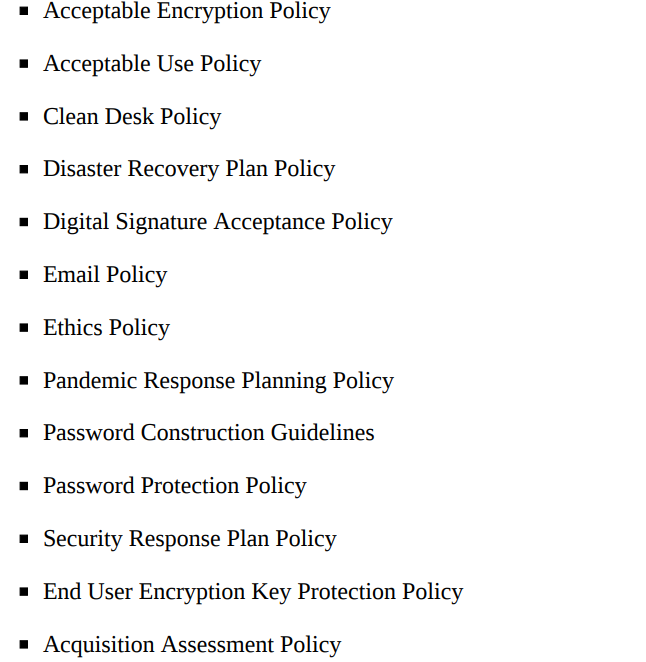 ▪ Acceptable Encryption Policy
▪ Acceptable Use Policy
▪ Clean Desk Policy
▪ Disaster Recovery Plan Policy
▪ Digital Signature Acceptance Policy
▪ Email Policy
▪ Ethics Policy
▪ Pandemic Response Planning Policy
▪ Password Construction Guidelines
▪ Password Protection Policy
▪ Security Response Plan Policy
▪ End User Encryption Key Protection Policy
▪ Acquisition Assessment Policy